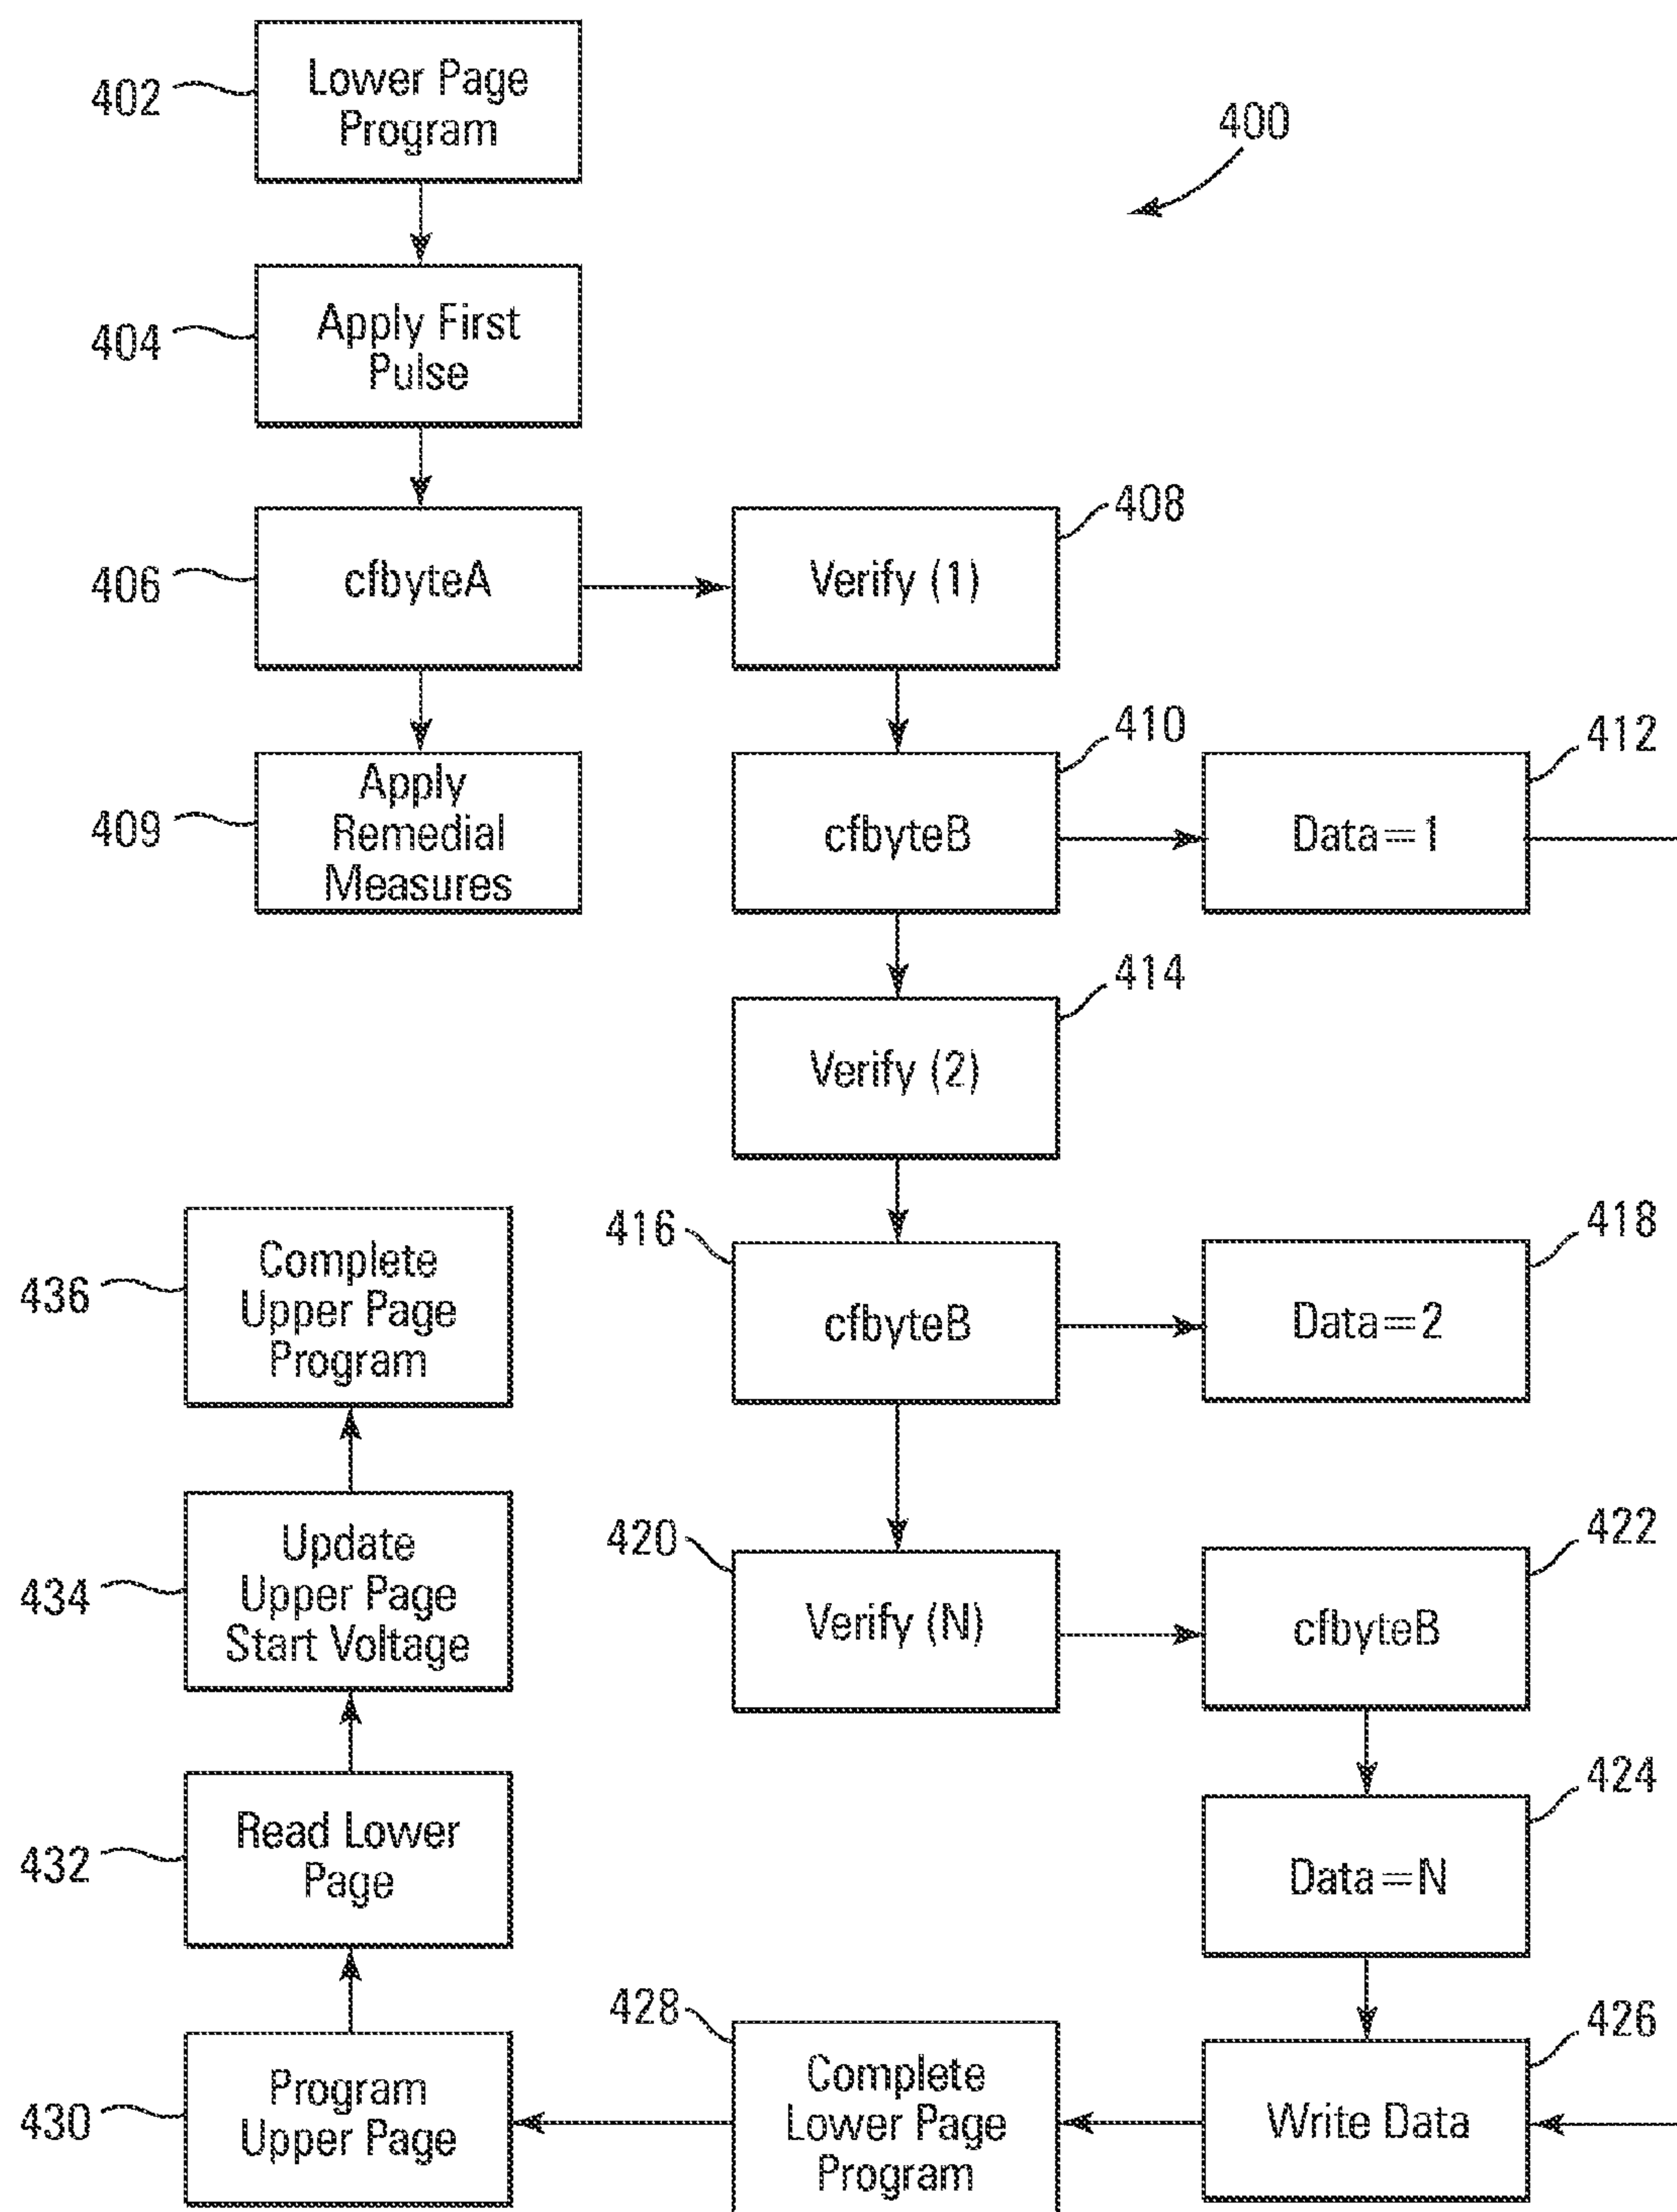 402
Lower Page
Program
400
404
Apply First
Pulse
406
cfbyteA
408
Verify (1)
409
Apply
Remedial
Measures
410
cfbyteB
412
Data=1
414
Verify (2)
416
cfbyteB
418
Data=2
420
Verify (N)
422
cfbyteB
424
Data=N
426
Write Data
428
Complete
Lower Page
Program
430
Program
Upper Page
432
Read Lower
Page
434
Update
Upper Page
Start Voltage
436
Complete
Upper Page
Program